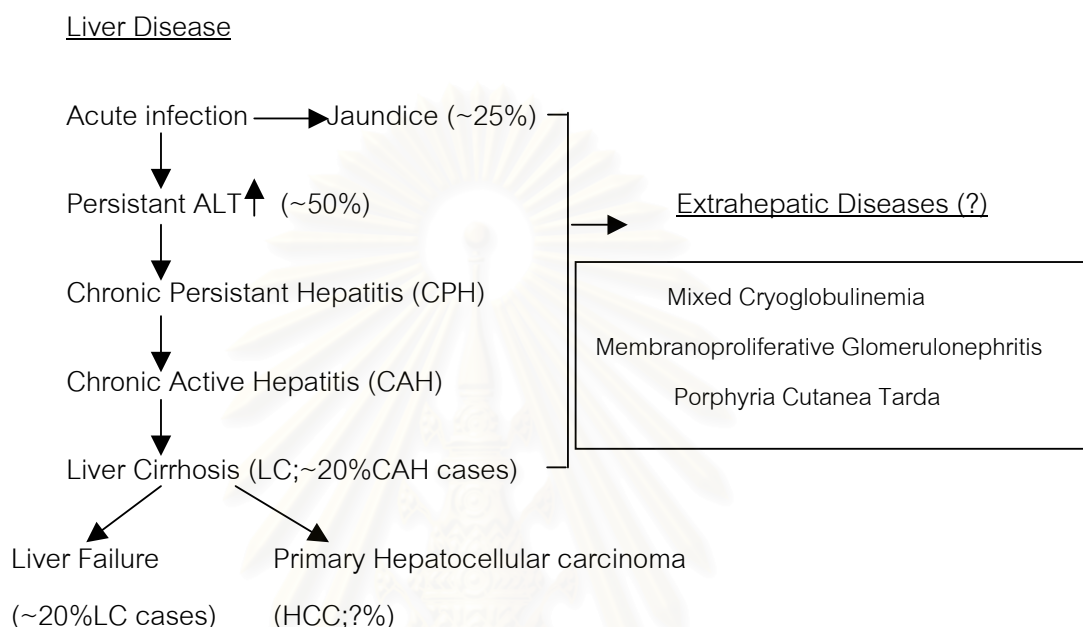 Liver Disease
Acute infection Jaundice (~25%)
Persistant ALT (~50%)
Extrahepatic Diseases (?)
Chronic Persistant Hepatitis (CPH)
Mixed Cryoglobulinemia
Membranoproliferative Glomerulonephritis
Chronic Active Hepatitis (CAH)
Porphyria Cutanea Tarda
Liver Cirrhosis (LC;~20%CAH cases)
Liver Failure
(~20%LC cases)
Primary Hepatocellular carcinoma
(HCC;?%)